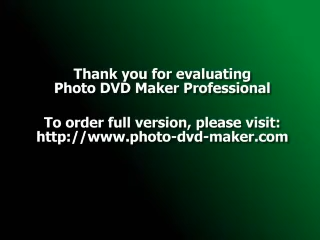 Thank you for evaluating
Photo DVD Maker Professional
To order full version, please visit:
http://www.photo-dvd-maker.com